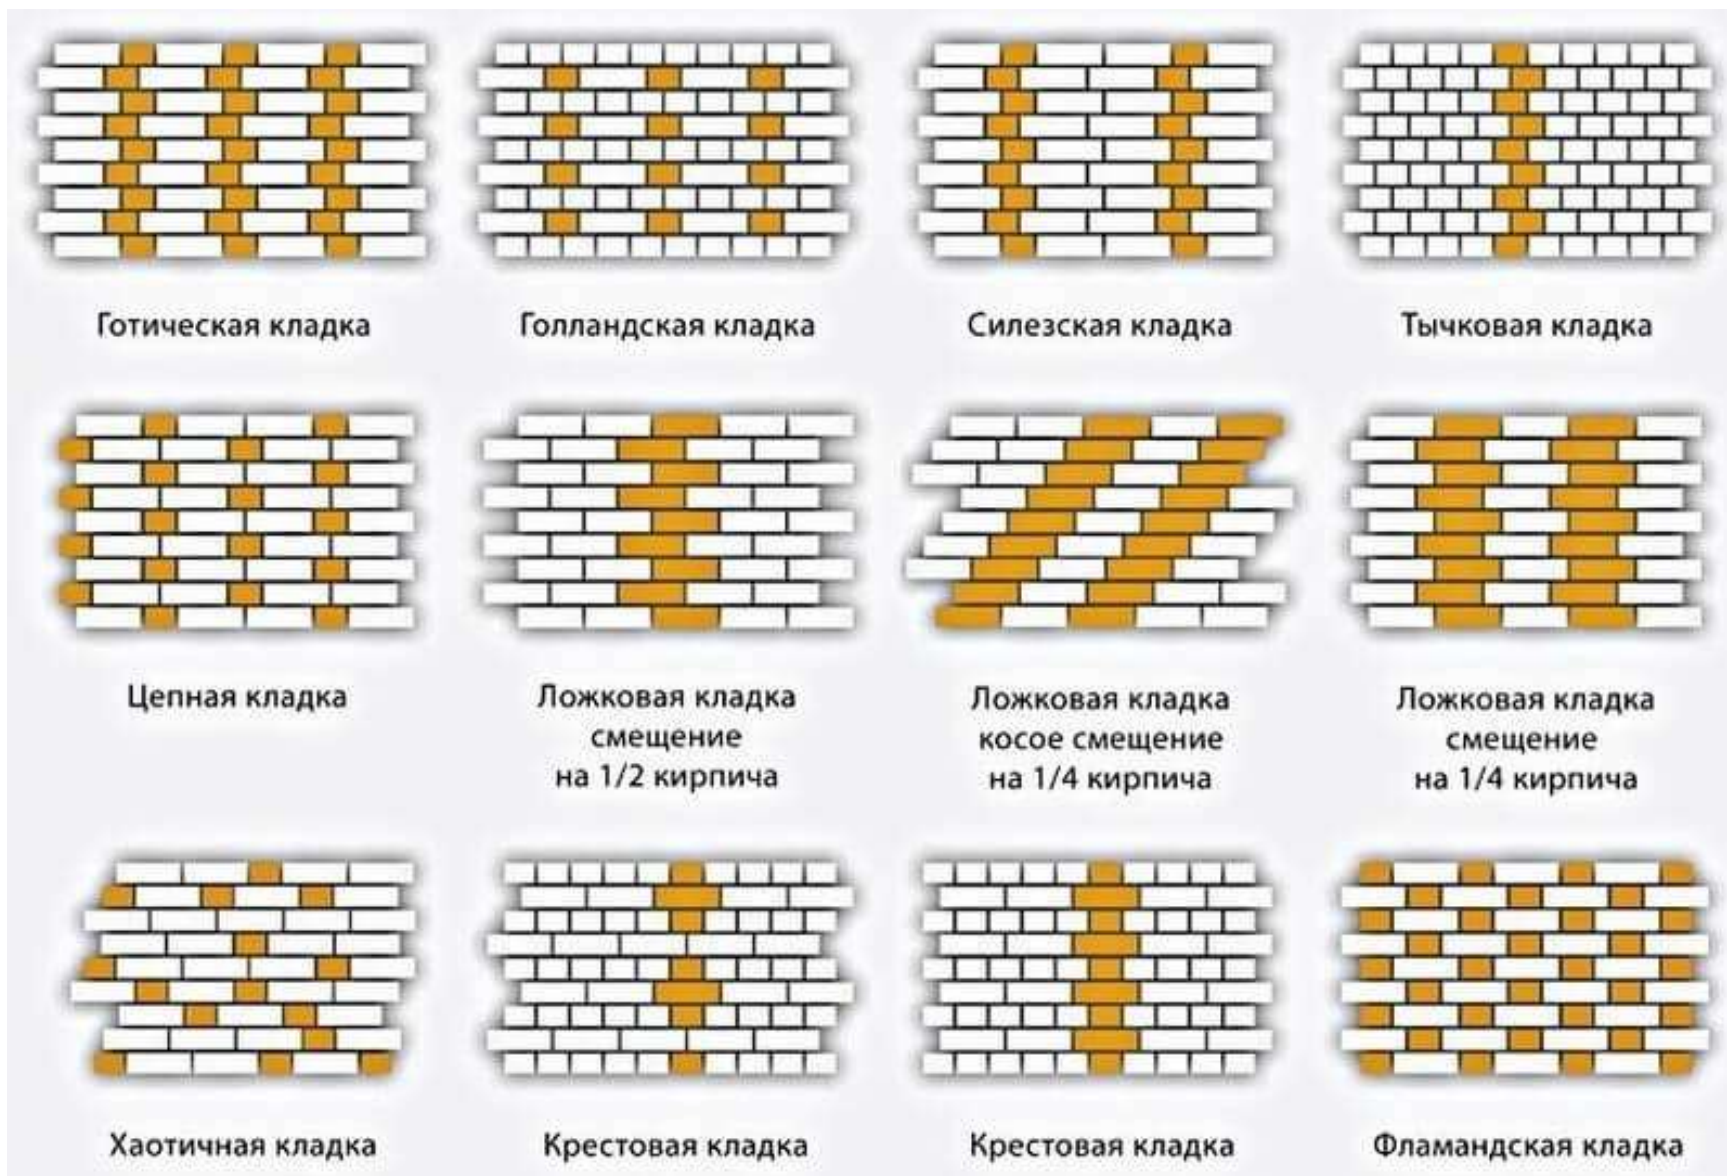 Готическая кладка
Голландская кладка
Силезская кладка
Тычковая кладка
Цепная кладка
Ложковая кладка
смещение
на 1/2 кирпича
Ложковая кладка
косое смещение
на 1/4 кирпича
Ложковая кладка
смещение
на 1/4 кирпича
Хаотичная кладка
Крестовая кладка
Крестовая кладка
Фламандская кладка